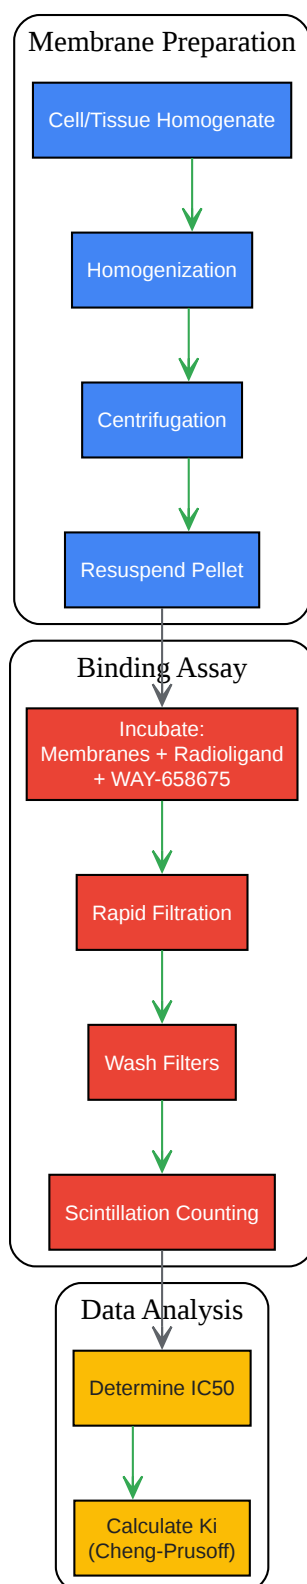 Membrane Preparation
Cell/Tissue Homogenate
Homogenization
Centrifugation
Resuspend Pellet
Binding Assay
Incubate:
Membranes + Radioligand
+ WAY-658675
Rapid Filtration
Wash Filters
Scintillation Counting
Data Analysis
Determine IC50
Calculate Ki
(Cheng-Prusoff)